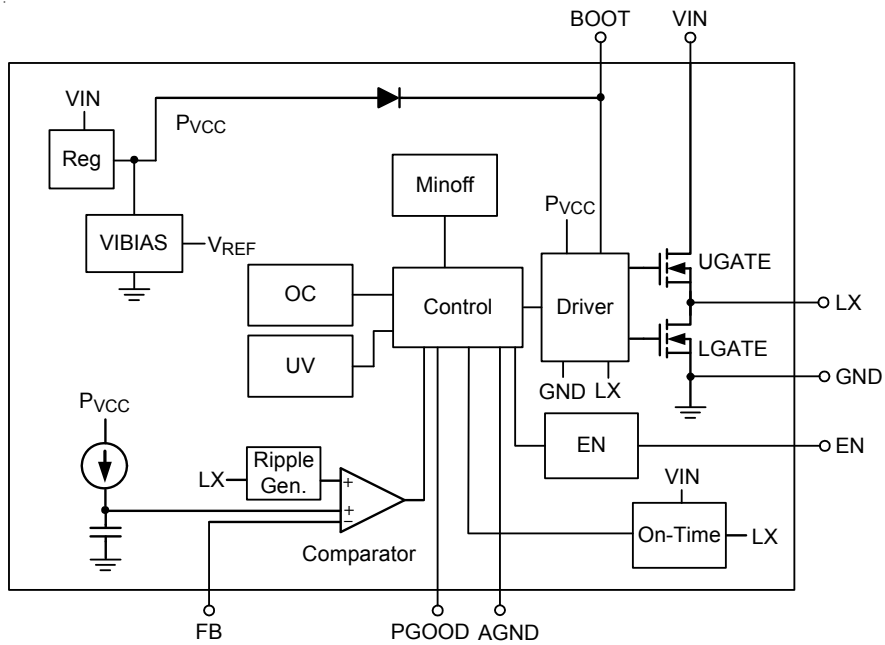 BOOT VIN
VIN
PVCC
Reg
Minoff
PVCC
VIBIAS VREF
UGATE
OC
Control
Driver
LX
UV
LGATE
GND LX
GND
PVCC
EN
EN
LX
Ripple
Gen.
+
+
−
VIN
On-Time
LX
Comparator
FB
PGOOD
AGND